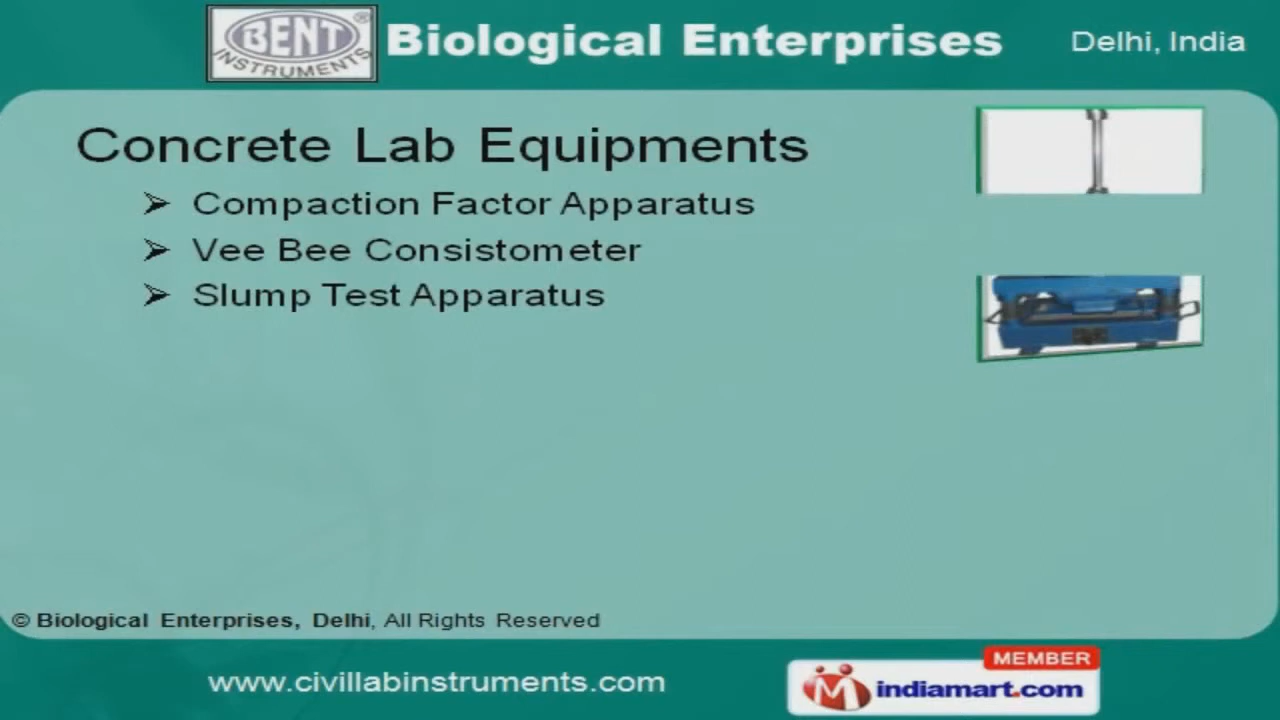 BENT®
INSTRUMENTS
Biological Enterprises
Delhi, India
Concrete Lab Equipments
➢ Compaction Factor Apparatus
➢ Vee Bee Consistometer
➢ Slump Test Apparatus
© Biological Enterprises, Delhi, All Rights Reserved
www.civillabinstruments.com
MEMBER
indiamart.com